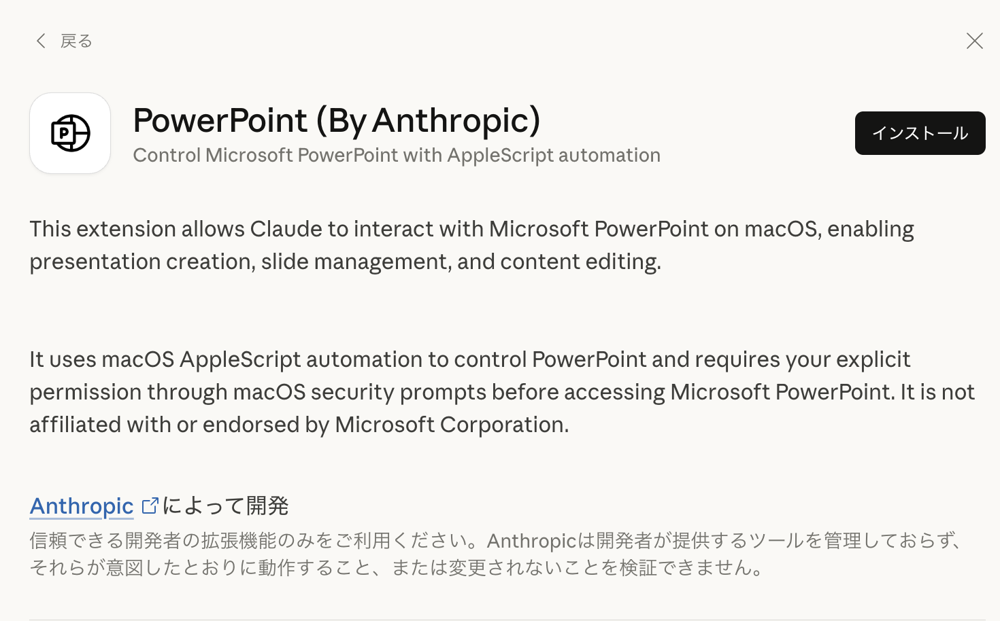 戻る
PowerPoint (By Anthropic)
Control Microsoft PowerPoint with AppleScript automation
インストール
This extension allows Claude to interact with Microsoft PowerPoint on macOS, enabling
presentation creation, slide management, and content editing.
It uses macOS AppleScript automation to control PowerPoint and requires your explicit
permission through macOS security prompts before accessing Microsoft PowerPoint. It is not
affiliated with or endorsed by Microsoft Corporation.
Anthropic によって開発
信頼できる開発者の拡張機能のみをご利用ください。Anthropicは開発者が提供するツールを管理しておらず、
それらが意図したとおりに動作すること、または変更されないことを検証できません。